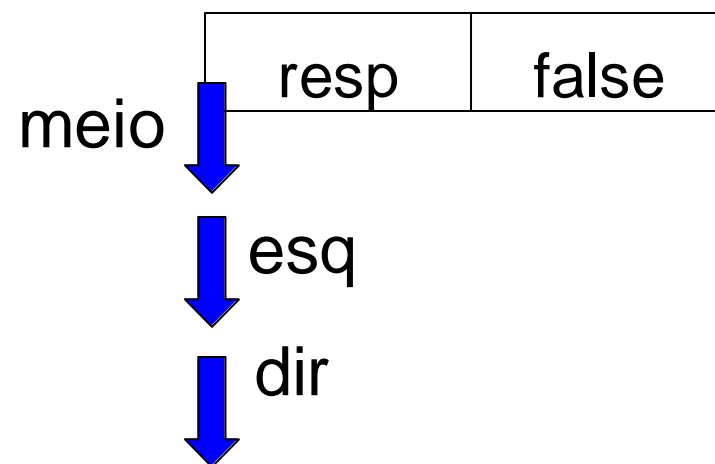 resp false
meio
esq
dir